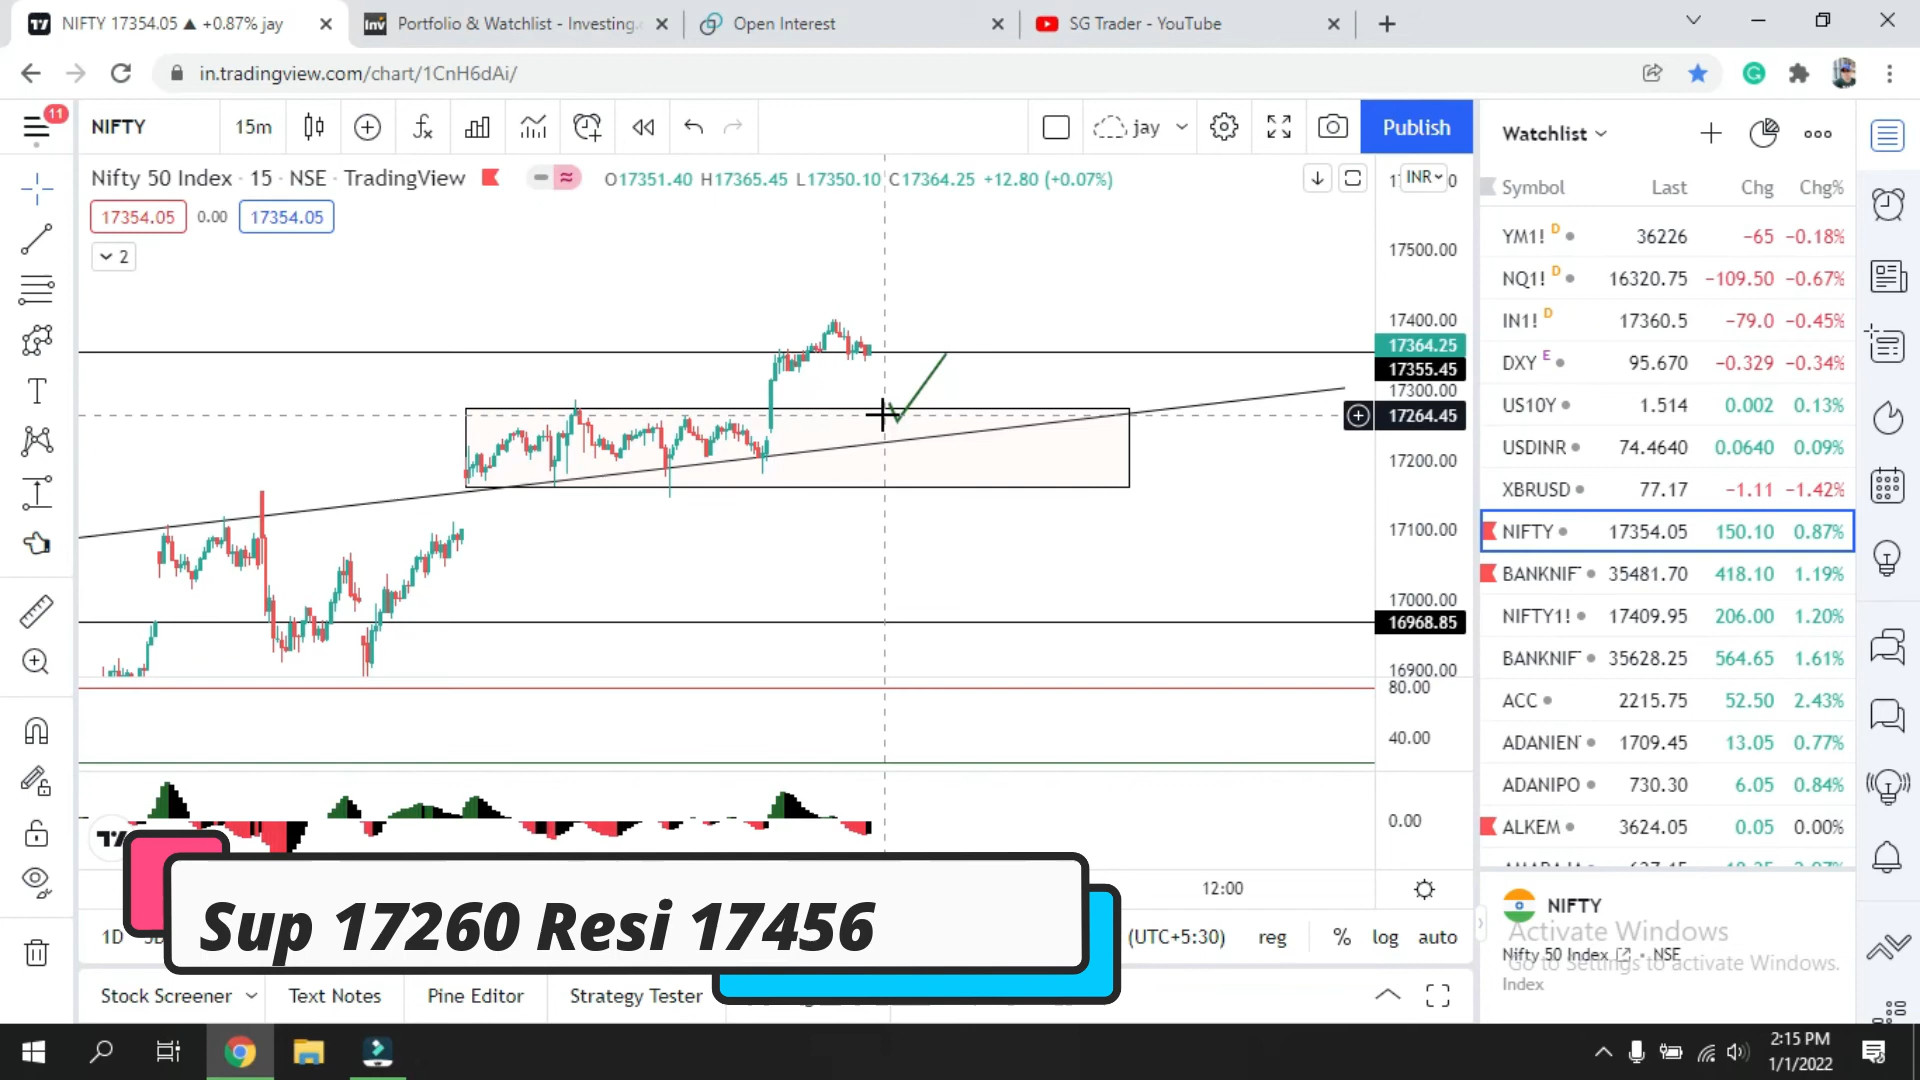 NIFTY 17354.05 ▲ +0.87% jay
Portfolio & Watchlist - Investing.
Open Interest
SG Trader - YouTube
in.tradingview.com/chart/1CnH6dAi/
11
NIFTY
15m
jay
Publish
Watchlist
Nifty 50 Index · 15 · NSE · TradingView
O17351.40 H17365.45 L17350.10 C17364.25 +12.80 (+0.07%)
INR
17354.05 0.00 17354.05
2
17500.00
17400.00
17364.25
17355.45
17300.00
17264.45
17200.00
17100.00
17000.00
16968.85
16900.00
80.00
40.00
0.00
12:00
Symbol Last Chg Chg%
YM1! D 36226 −65 −0.18%
NQ1! D 16320.75 −109.50 −0.67%
IN1! D 17360.5 −79.0 −0.45%
DXY E 95.670 −0.329 −0.34%
US10Y 1.514 0.002 0.13%
USDINR 74.4640 0.0640 0.09%
XBRUSD 77.17 −1.11 −1.42%
NIFTY 17354.05 150.10 0.87%
BANKNIF 35481.70 418.10 1.19%
NIFTY1! 17409.95 206.00 1.20%
BANKNIF 35628.25 564.65 1.61%
ACC 2215.75 52.50 2.43%
ADANIEN 1709.45 13.05 0.77%
ADANIPO 730.30 6.05 0.84%
ALKEM 3624.05 0.05 0.00%
NIFTY
Nifty 50 Index · NSE
Index
Activate Windows
Go to Settings to activate Windows.
1D
Sup 17260 Resi 17456
(UTC+5:30) reg % log auto
Stock Screener Text Notes Pine Editor Strategy Tester
2:15 PM
1/1/2022